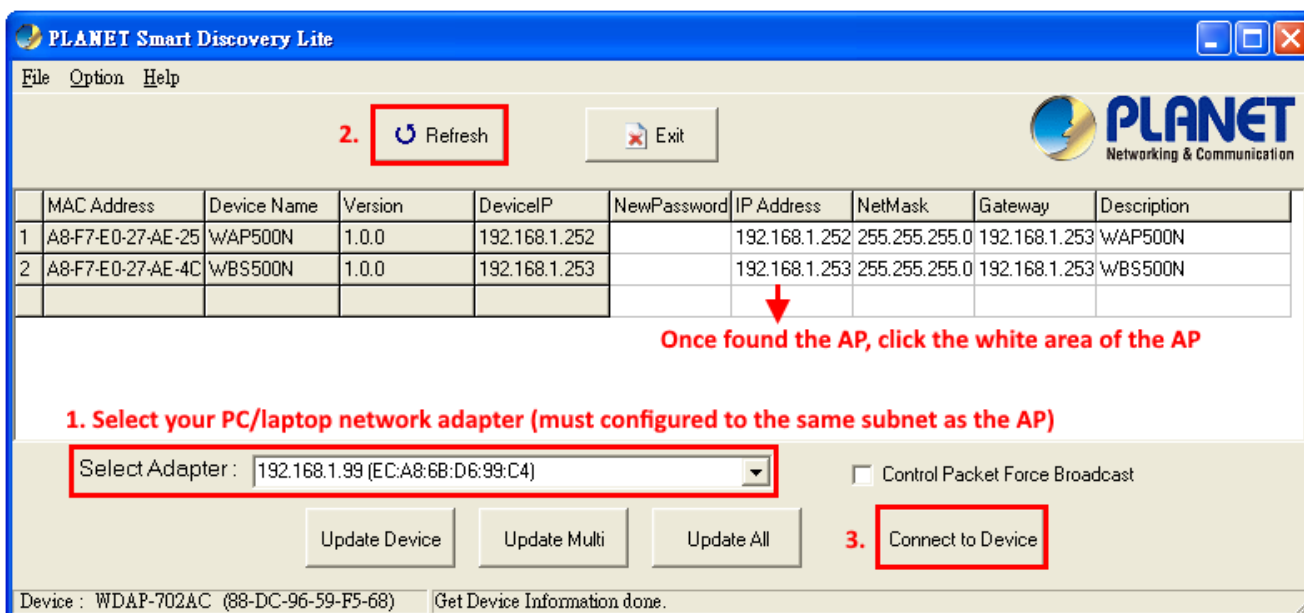 PLANET Smart Discovery Lite
File Option Help
2. Refresh Exit
PLANET
Networking & Communication
MAC Address Device Name Version DeviceIP NewPassword IP Address NetMask Gateway Description
1 A8-F7-E0-27-AE-25 WAP500N 1.0.0 192.168.1.252 192.168.1.252 255.255.255.0 192.168.1.253 WAP500N
2 A8-F7-E0-27-AE-4C WBS500N 1.0.0 192.168.1.253 192.168.1.253 255.255.255.0 192.168.1.253 WBS500N
Once found the AP, click the white area of the AP
1. Select your PC/laptop network adapter (must configured to the same subnet as the AP)
Select Adapter : 192.168.1.99 (EC:A8:6B:D6:99:C4) Control Packet Force Broadcast
Update Device Update Multi Update All 3. Connect to Device
Device : WDAP-702AC (88-DC-96-59-F5-68) Get Device Information done.